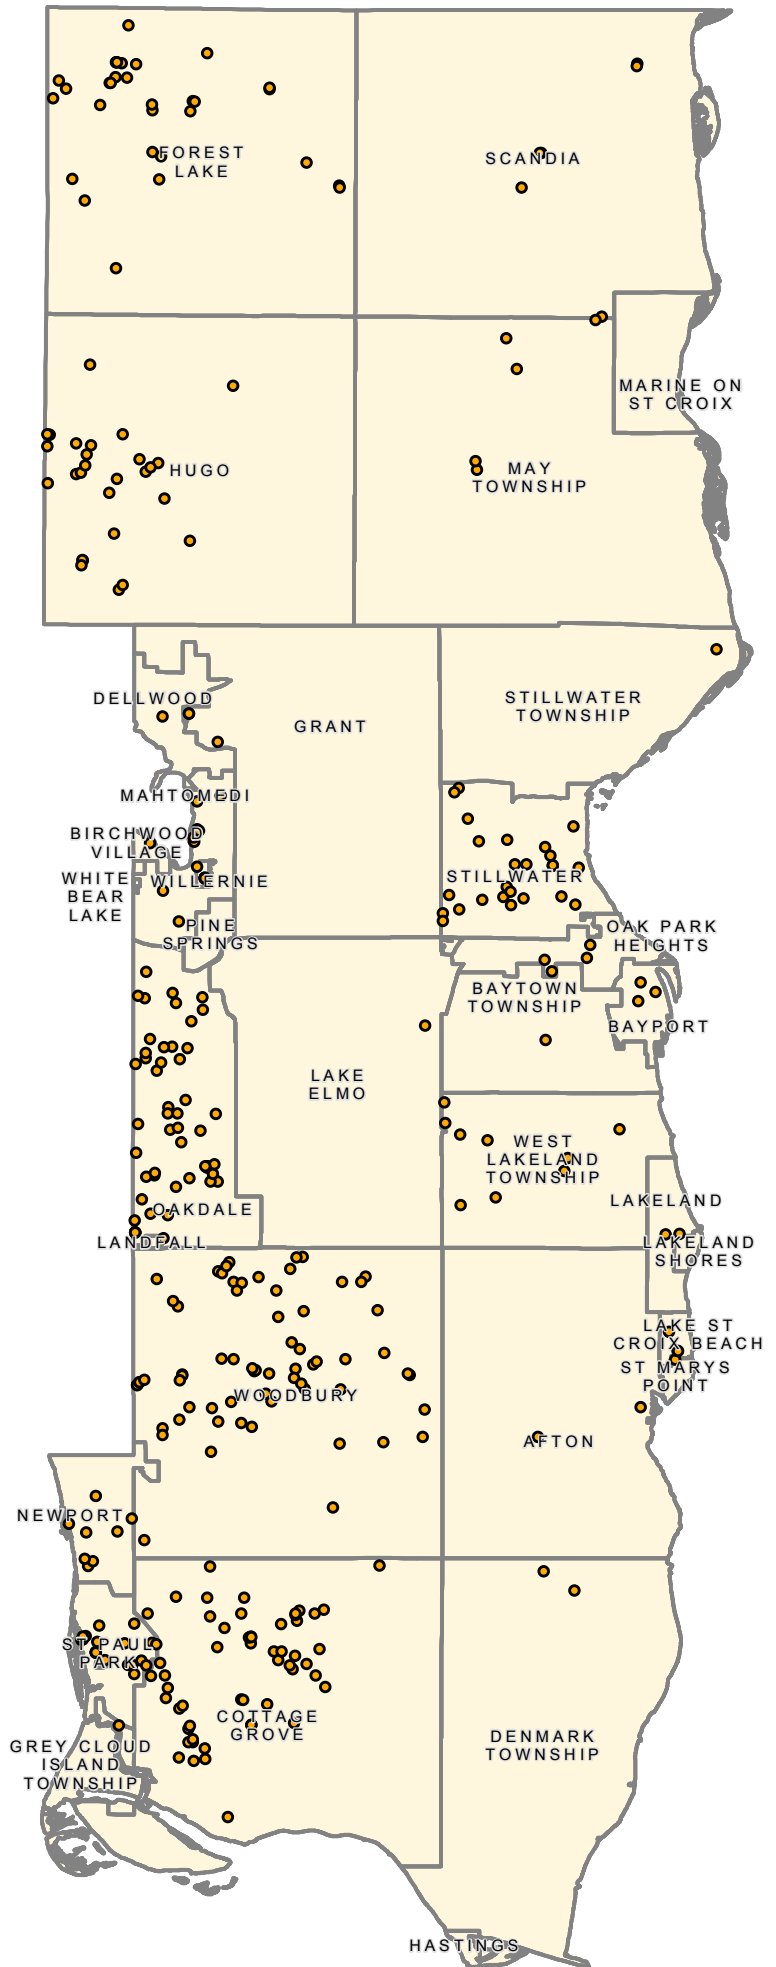 FOREST
LAKE
SCANDIA
MARINE ON
ST CROIX
HUGO
MAY
TOWNSHIP
DELLWOOD
STILLWATER
TOWNSHIP
GRANT
MAHTOMEDI
BIRCHWOOD
VILLAGE
WHITE
BEAR
LAKE
WILLERNIE
STILLWATER
PINE
SPRINGS
OAK PARK
HEIGHTS
BAYTOWN
TOWNSHIP
BAYPORT
LAKE
ELMO
WEST
LAKELAND
TOWNSHIP
LAKELAND
OAKDALE
LANDFALL
LAKELAND
SHORES
LAKE ST
CROIX BEACH
ST MARYS
POINT
WOODBURY
AFTON
NEWPORT
ST PAUL
PARK
COTTAGE
GROVE
DENMARK
TOWNSHIP
GREY CLOUD
ISLAND
TOWNSHIP
HASTINGS